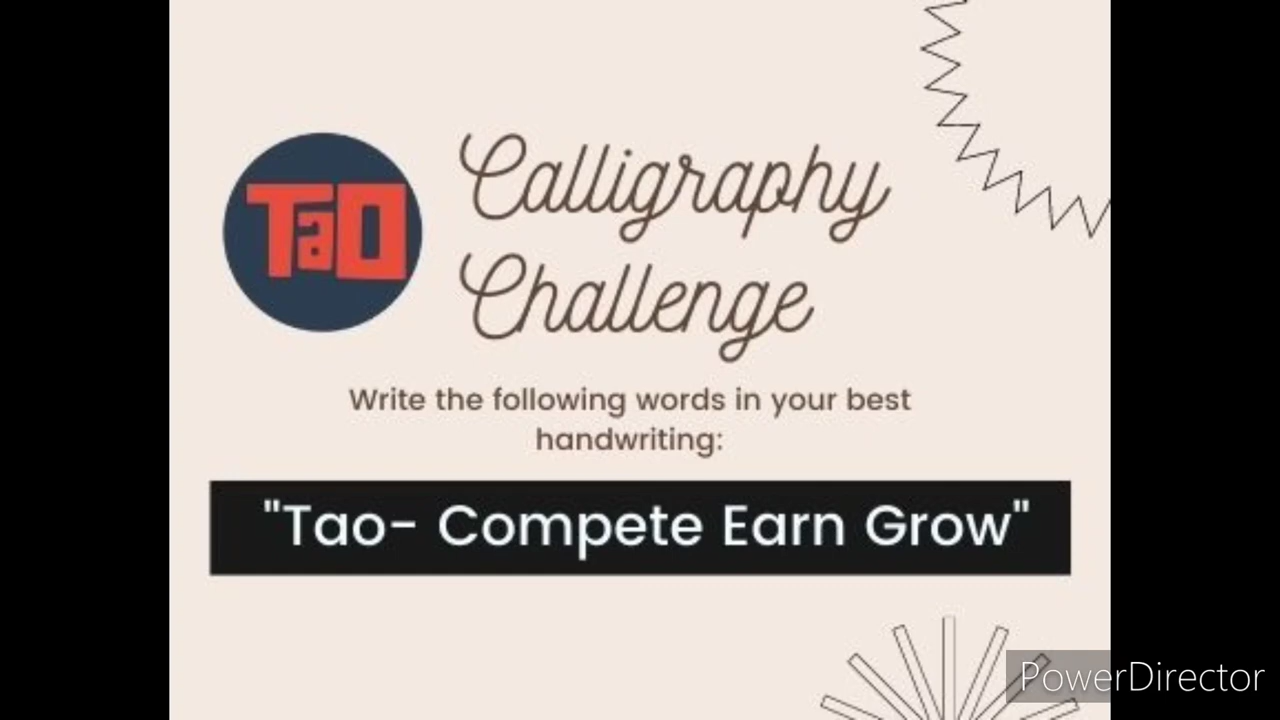 TaO
Calligraphy
Challenge
Write the following words in your best
handwriting:
"Tao- Compete Earn Grow"
PowerDirector